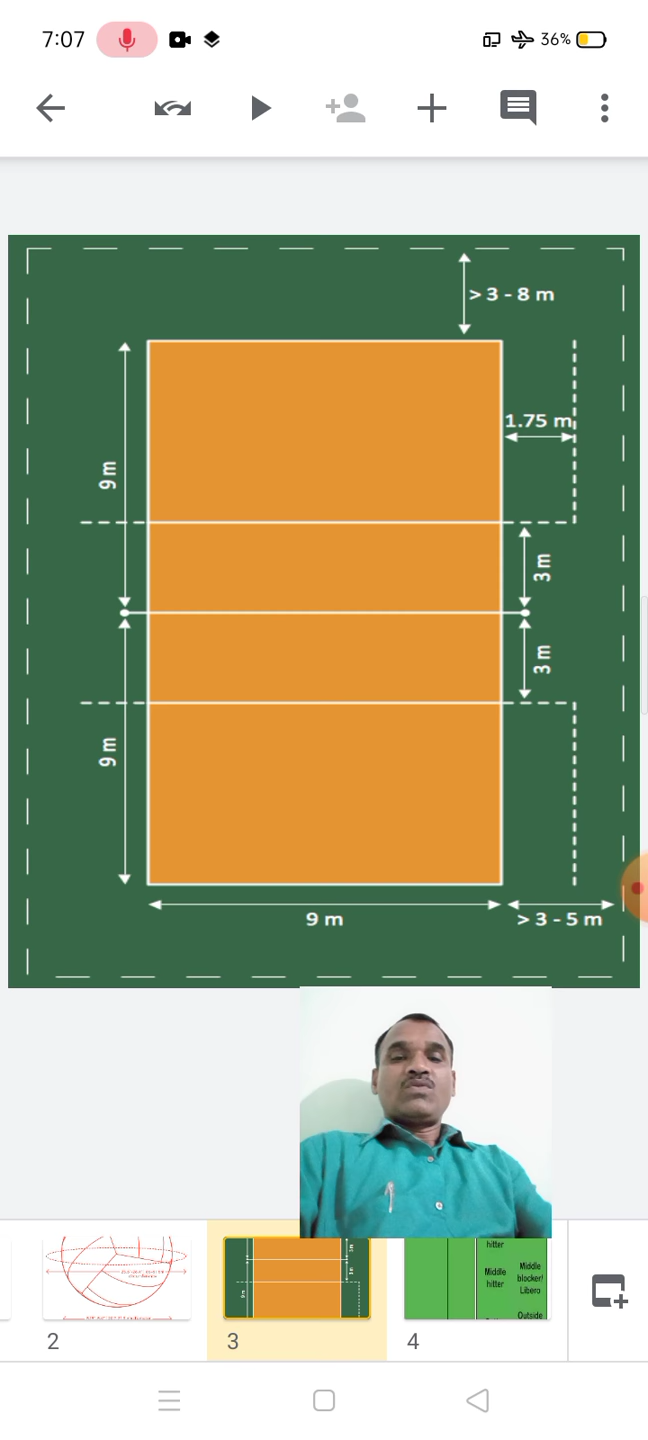 7:07
36%
> 3 - 8 m
1.75 m
9 m
3 m
3 m
9 m
9 m
> 3 - 5 m
hitter
Middle
hitter
Middle
blocker/
Libero
Outside
2
3
4